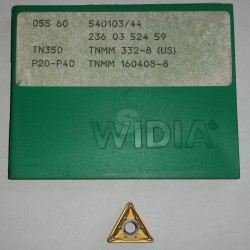 055 60 540103/44
236 03 524 59
TN350 TNMM 332-8 (US)
P20-P40 TNMM 160408-8
WIDIA